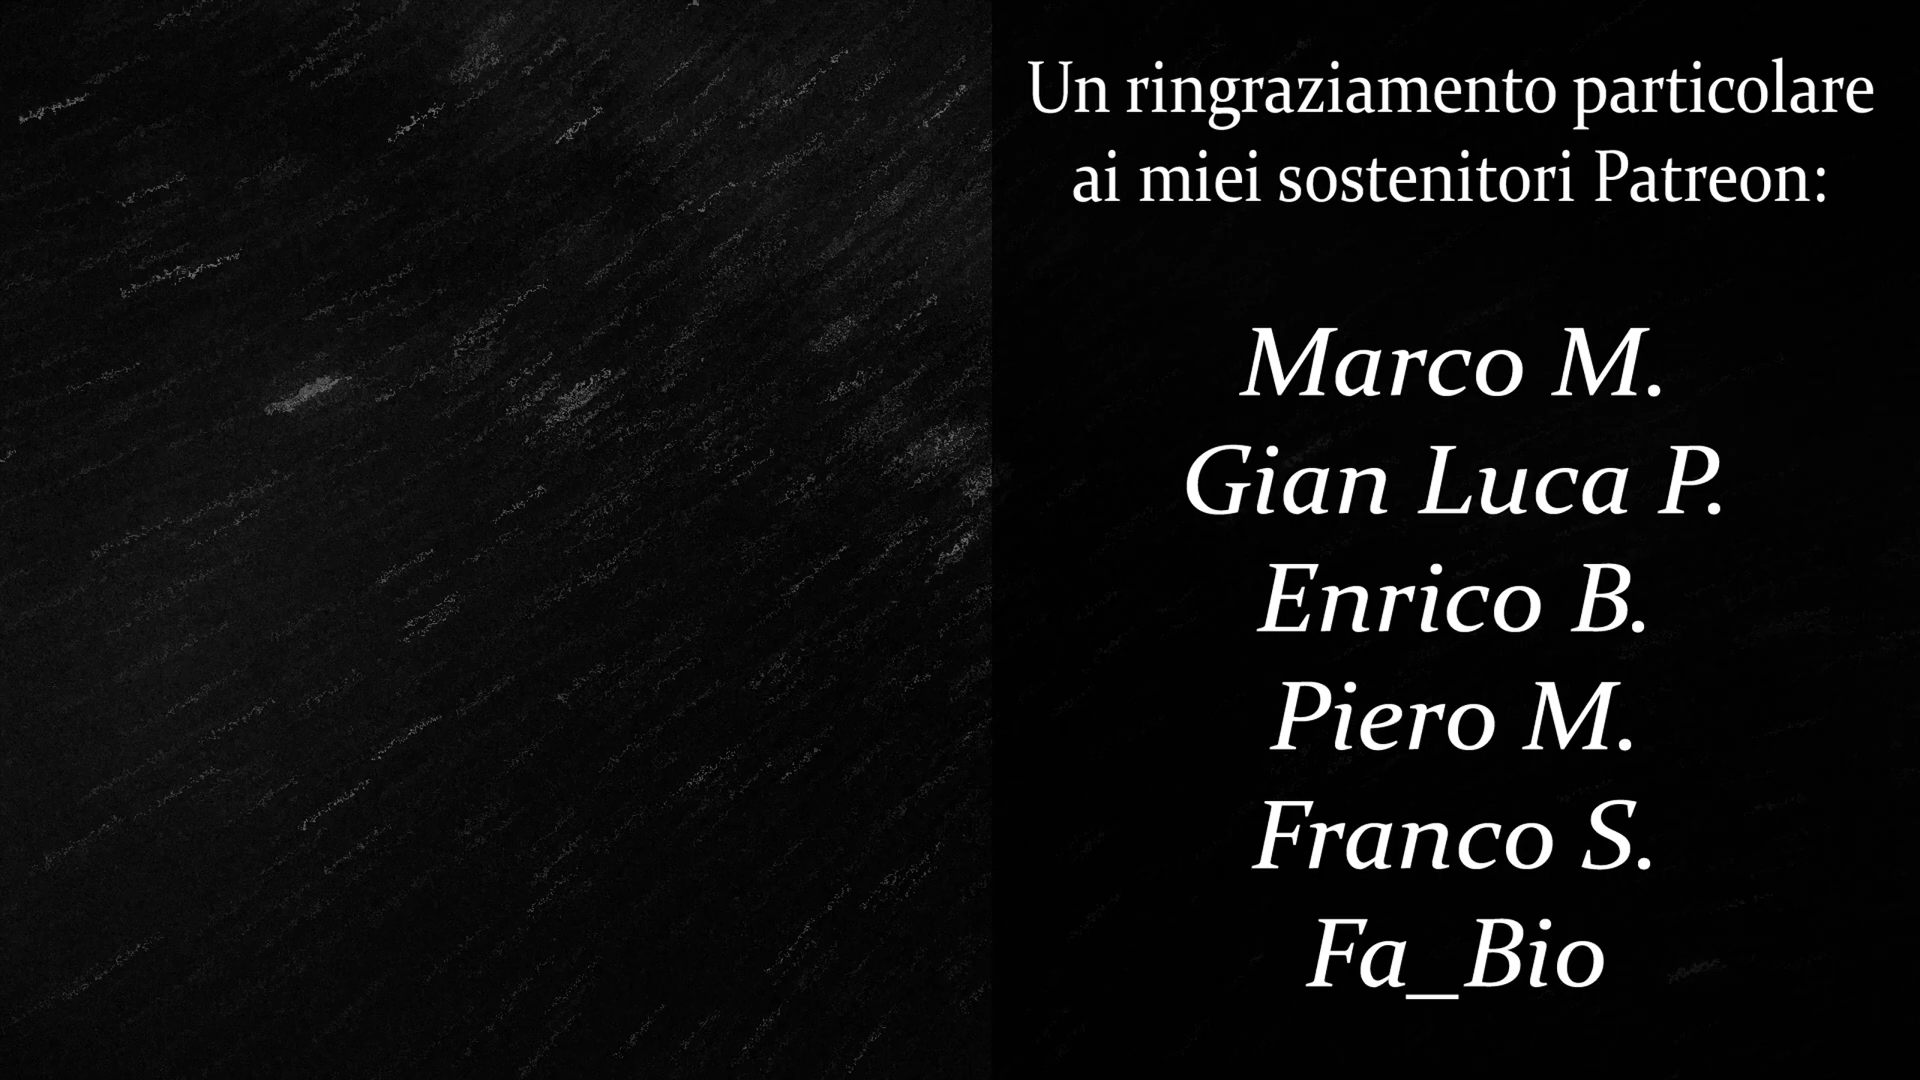 Un ringraziamento particolare
ai miei sostenitori Patreon:
Marco M.
Gian Luca P.
Enrico B.
Piero M.
Franco S.
Fa_Bio